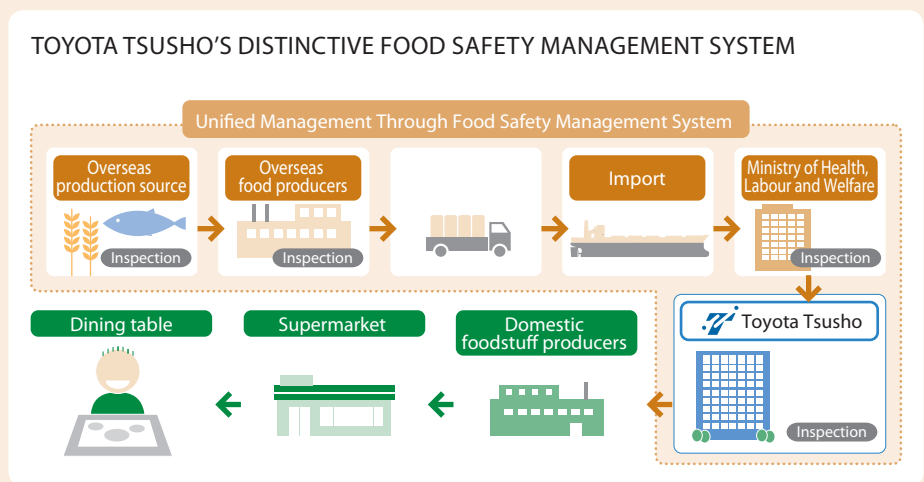 TOYOTA TSUSHO'S DISTINCTIVE FOOD SAFETY MANAGEMENT SYSTEM
Unified Management Through Food Safety Management System
Overseas
production source
Inspection
Overseas
food producers
Inspection
Import
Ministry of Health,
Labour and Welfare
Inspection
Toyota Tsusho
Inspection
Domestic
foodstuff producers
Supermarket
Dining table